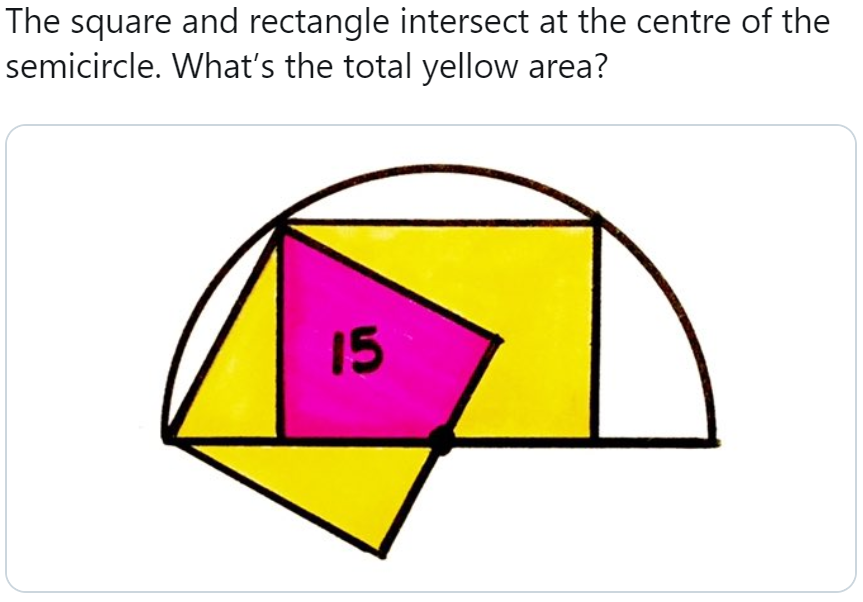 The square and rectangle intersect at the centre of the
semicircle. What’s the total yellow area?
15